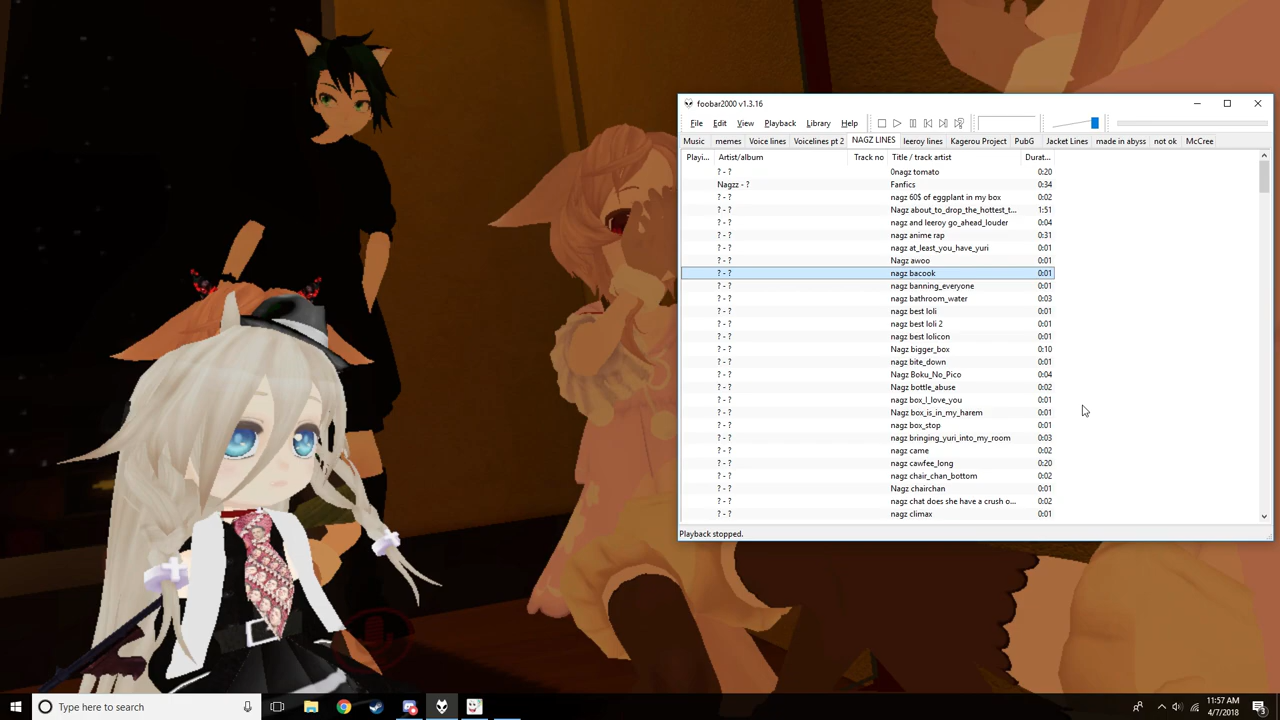 foobar2000 v1.3.16
File Edit View Playback Library Help
Music memes Voice lines Voicelines pt 2 NAGZ LINES leeroy lines Kagerou Project PubG Jacket Lines made in abyss not ok McCree
Playi... Artist/album Track no Title / track artist Durat...
? - ? 0nagz tomato 0:20
Nagzz - ? Fanfics 0:34
? - ? nagz 60$ of eggplant in my box 0:02
? - ? Nagz about_to_drop_the_hottest_t... 1:51
? - ? nagz and leeroy go_ahead_louder 0:04
? - ? nagz anime rap 0:31
? - ? nagz at_least_you_have_yuri 0:01
? - ? Nagz awoo 0:01
? - ? nagz bacook 0:01
? - ? nagz banning_everyone 0:01
? - ? nagz bathroom_water 0:03
? - ? nagz best loli 0:01
? - ? nagz best loli 2 0:01
? - ? nagz best lolicon 0:01
? - ? Nagz bigger_box 0:10
? - ? nagz bite_down 0:01
? - ? Nagz Boku_No_Pico 0:04
? - ? Nagz bottle_abuse 0:02
? - ? nagz box_I_love_you 0:01
? - ? Nagz box_is_in_my_harem 0:01
? - ? nagz box_stop 0:01
? - ? nagz bringing_yuri_into_my_room 0:03
? - ? nagz came 0:02
? - ? nagz cawfee_long 0:20
? - ? nagz chair_chan_bottom 0:02
? - ? Nagz chairchan 0:01
? - ? nagz chat does she have a crush o... 0:02
? - ? nagz climax 0:01
Playback stopped.
Type here to search
11:57 AM
4/7/2018
3